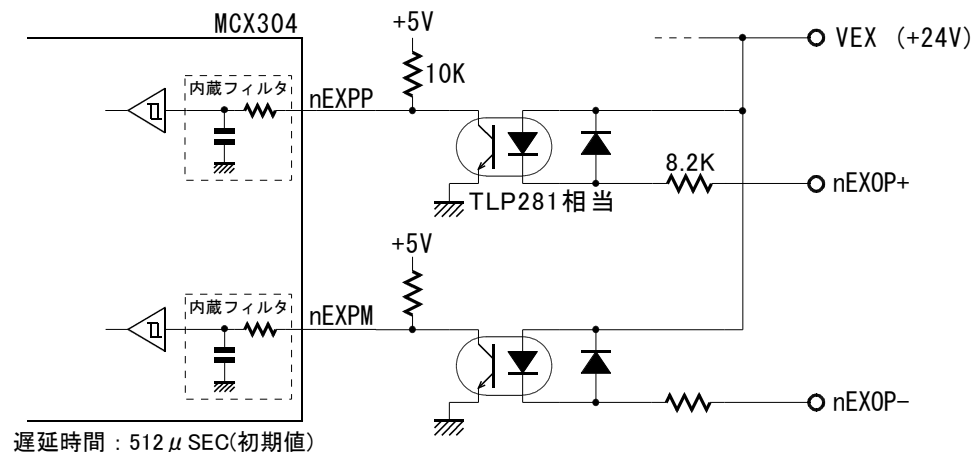 MCX304
+5V
VEX (+24V)
内蔵フィルタ
nEXPP
10K
8.2K
nEXOP+
TLP281相当
+5V
内蔵フィルタ
nEXPM
nEXOP-
遅延時間：512μSEC(初期値)